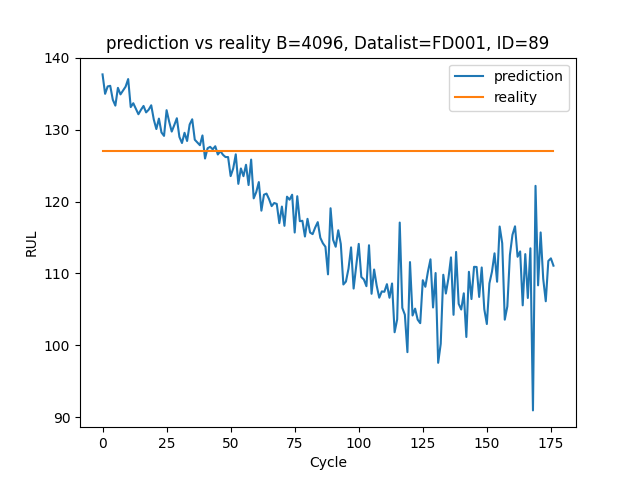 prediction vs reality B=4096, Datalist=FD001, ID=89
prediction
reality
RUL
140
130
120
110
100
90
0 25 50 75 100 125 150 175
Cycle